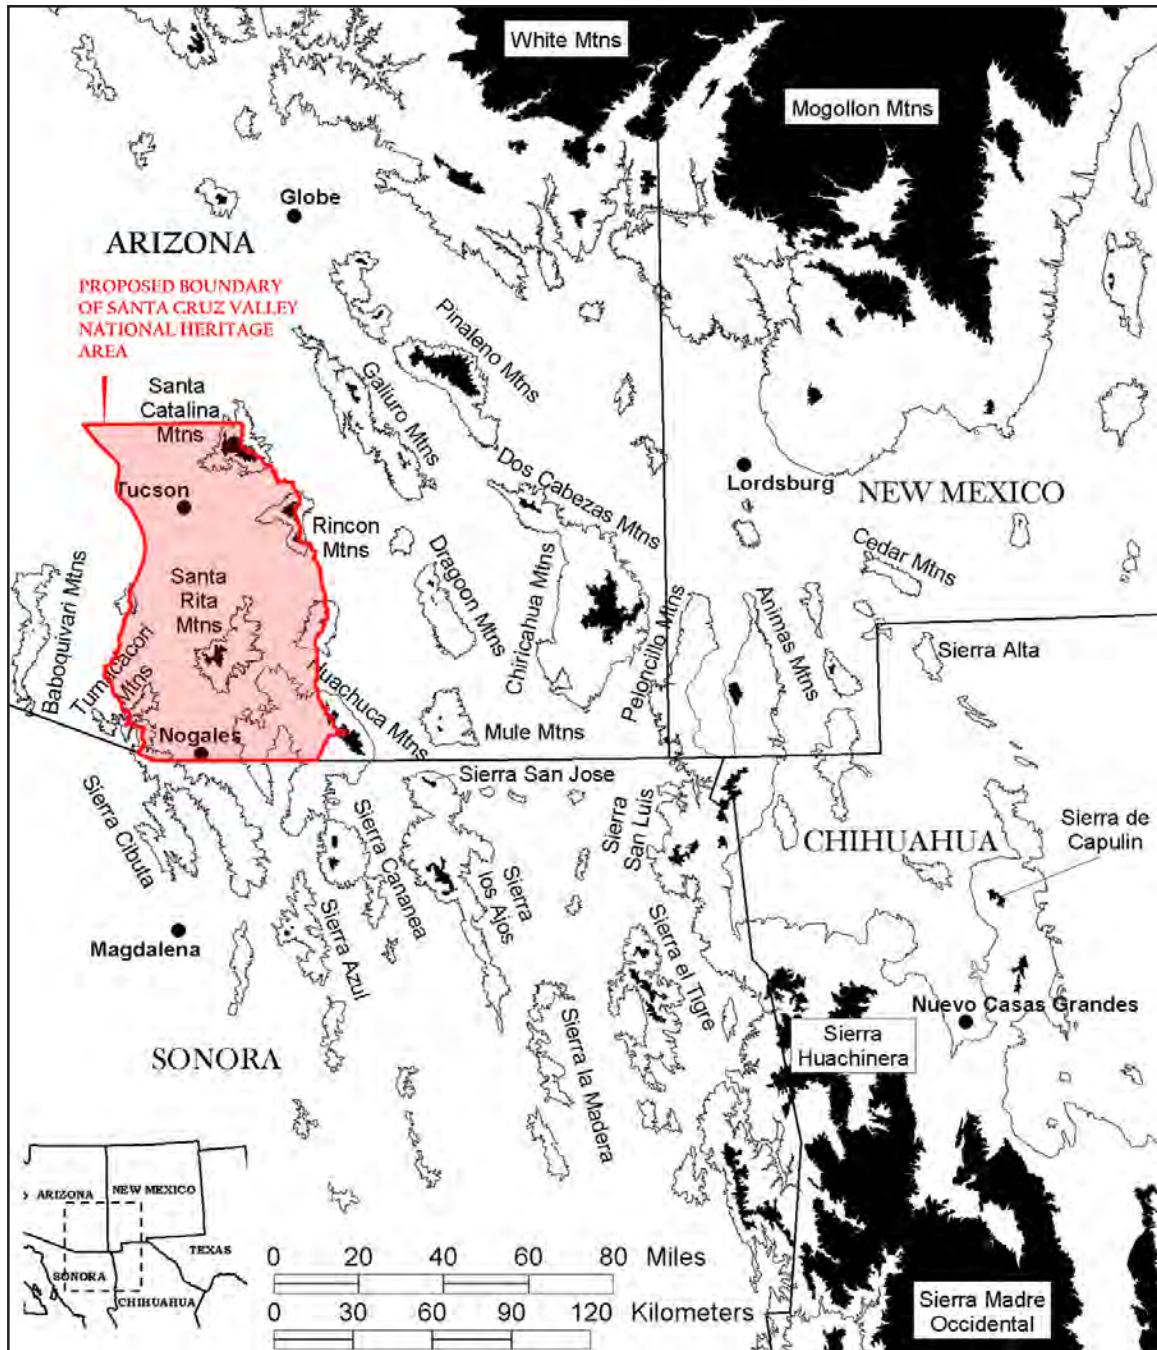 White Mtns
Mogollon Mtns
Globe
ARIZONA
PROPOSED BOUNDARY
OF SANTA CRUZ VALLEY
NATIONAL HERITAGE
AREA
Pinaleno Mtns
Galiuro Mtns
Santa
Catalina
Mtns
Dos Cabezas Mtns
Lordsburg
NEW MEXICO
Tucson
Rincon
Mtns
Cedar Mtns
Dragoon Mtns
Chiricahua Mtns
Baboquivari Mtns
Santa
Rita
Mtns
Peloncillo Mtns
Animas Mtns
Sierra Alta
Tumacacori
Mtns
Huachuca Mtns
Nogales
Mule Mtns
Sierra San Jose
Sierra Cibuta
Sierra Cananea
Sierra
los Ajos
Sierra
San Luis
CHIHUAHUA
Sierra de
Capulin
Magdalena
Sierra Azul
Sierra el Tigre
Nuevo Casas Grandes
Sierra
Huachinera
SONORA
Sierra la Madera
ARIZONA
NEW MEXICO
TEXAS
SONORA
CHIHUAHUA
0 20 40 60 80 Miles
0 30 60 90 120 Kilometers
Sierra Madre
Occidental